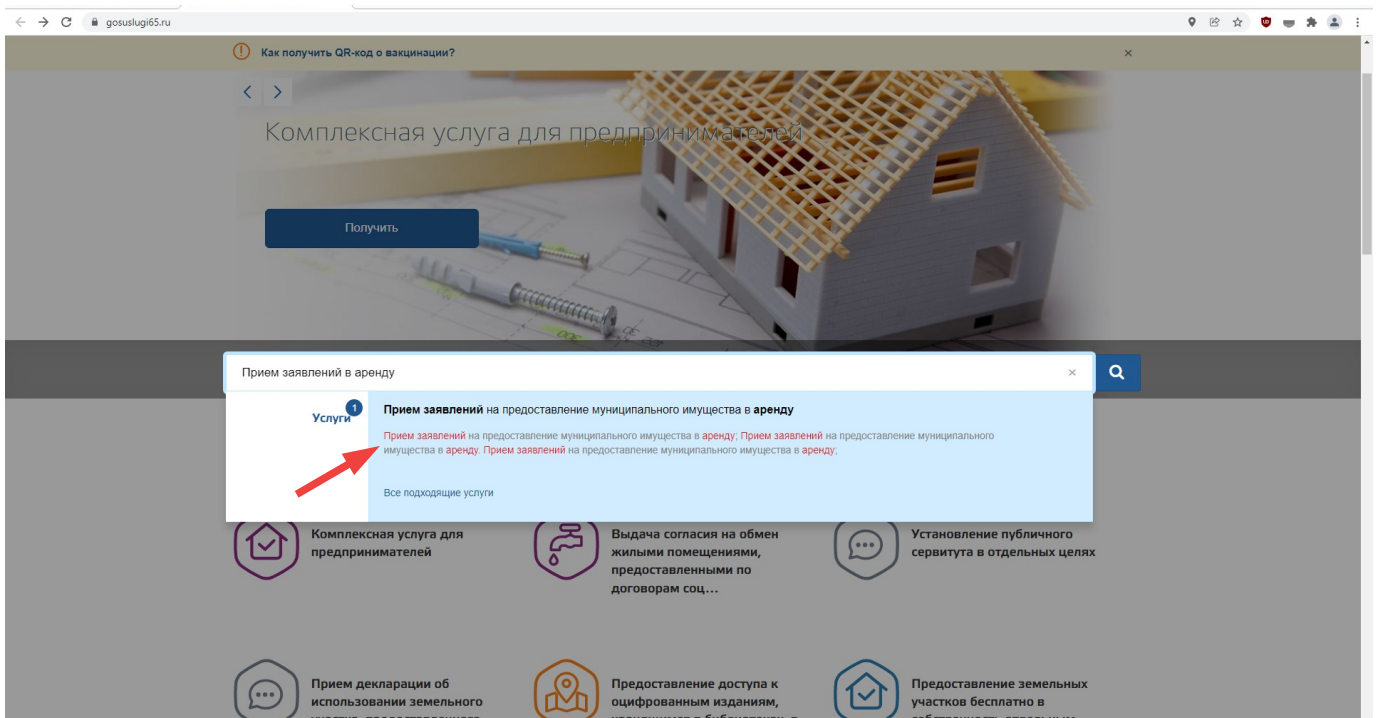 gosuslugi65.ru
Как получить QR-код о вакцинации?
Комплексная услуга для предпринимателей
Получить
Прием заявлений в аренду
Услуги
1
Прием заявлений на предоставление муниципального имущества в аренду
Прием заявлений на предоставление муниципального имущества в аренду; Прием заявлений на предоставление муниципального
имущества в аренду. Прием заявлений на предоставление муниципального имущества в аренду;
Все подходящие услуги
Комплексная услуга для
предпринимателей
Выдача согласия на обмен
жилыми помещениями,
предоставленными по
договорам соц...
Установление публичного
сервитута в отдельных целях
Прием декларации об
использовании земельного
Предоставление доступа к
оцифрованным изданиям,
Предоставление земельных
участков бесплатно в